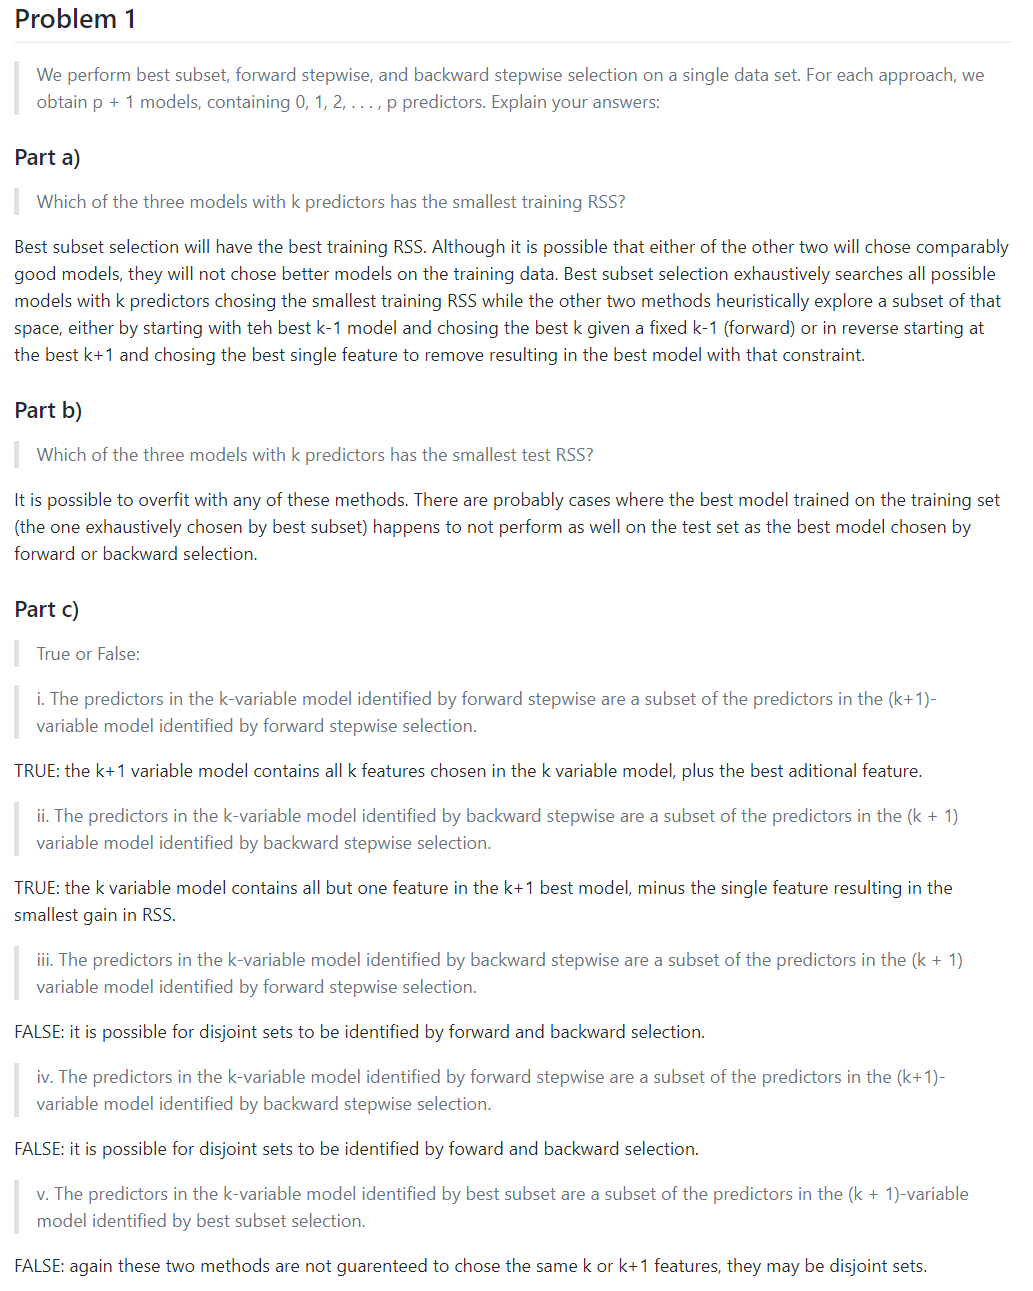 Problem 1
We perform best subset, forward stepwise, and backward stepwise selection on a single data set. For each approach, we
obtain p + 1 models, containing 0, 1, 2, . . . , p predictors. Explain your answers:
Part a)
Which of the three models with k predictors has the smallest training RSS?
Best subset selection will have the best training RSS. Although it is possible that either of the other two will chose comparably
good models, they will not chose better models on the training data. Best subset selection exhaustively searches all possible
models with k predictors chosing the smallest training RSS while the other two methods heuristically explore a subset of that
space, either by starting with teh best k-1 model and chosing the best k given a fixed k-1 (forward) or in reverse starting at
the best k+1 and chosing the best single feature to remove resulting in the best model with that constraint.
Part b)
Which of the three models with k predictors has the smallest test RSS?
It is possible to overfit with any of these methods. There are probably cases where the best model trained on the training set
(the one exhaustively chosen by best subset) happens to not perform as well on the test set as the best model chosen by
forward or backward selection.
Part c)
True or False:
i. The predictors in the k-variable model identified by forward stepwise are a subset of the predictors in the (k+1)-
variable model identified by forward stepwise selection.
TRUE: the k+1 variable model contains all k features chosen in the k variable model, plus the best aditional feature.
ii. The predictors in the k-variable model identified by backward stepwise are a subset of the predictors in the (k + 1)
variable model identified by backward stepwise selection.
TRUE: the k variable model contains all but one feature in the k+1 best model, minus the single feature resulting in the
smallest gain in RSS.
iii. The predictors in the k-variable model identified by backward stepwise are a subset of the predictors in the (k + 1)
variable model identified by forward stepwise selection.
FALSE: it is possible for disjoint sets to be identified by forward and backward selection.
iv. The predictors in the k-variable model identified by forward stepwise are a subset of the predictors in the (k+1)-
variable model identified by backward stepwise selection.
FALSE: it is possible for disjoint sets to be identified by foward and backward selection.
v. The predictors in the k-variable model identified by best subset are a subset of the predictors in the (k + 1)-variable
model identified by best subset selection.
FALSE: again these two methods are not guarenteed to chose the same k or k+1 features, they may be disjoint sets.